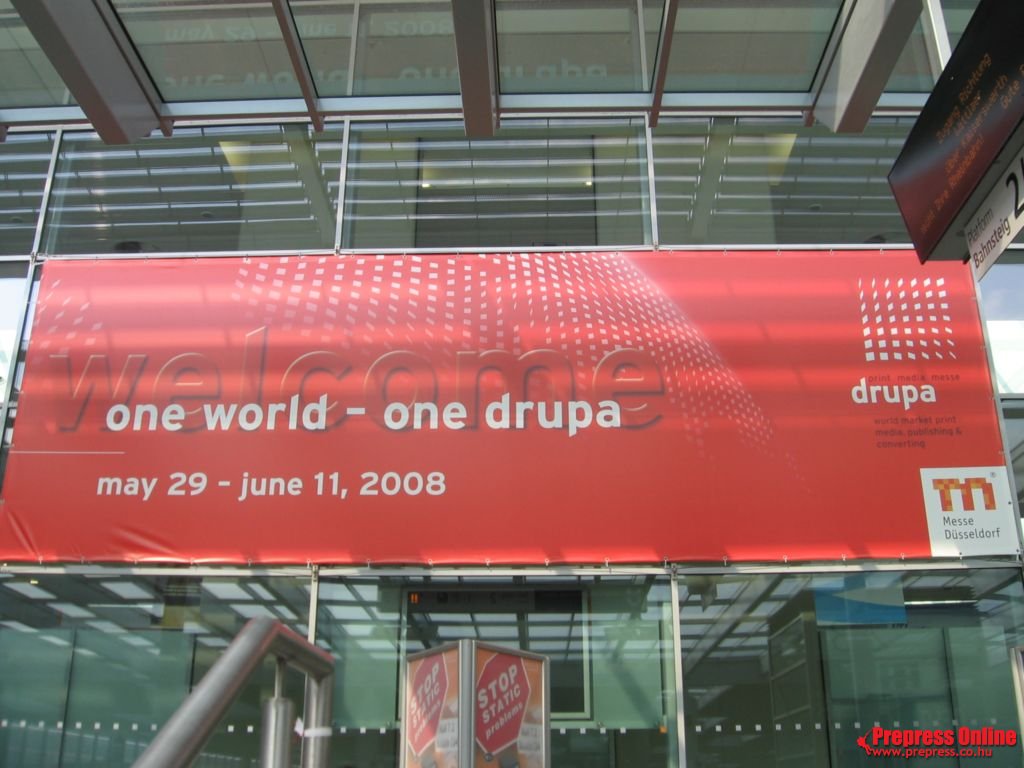 welcome
one world - one drupa
may 29 - june 11, 2008
print media messe
drupa
world market print
media, publishing &
converting
m®
Messe
Düsseldorf
Platform
Bahnsteig
STOP
STATIC
problems
STOP
STATIC
Prepress Online
www.prepress.co.hu